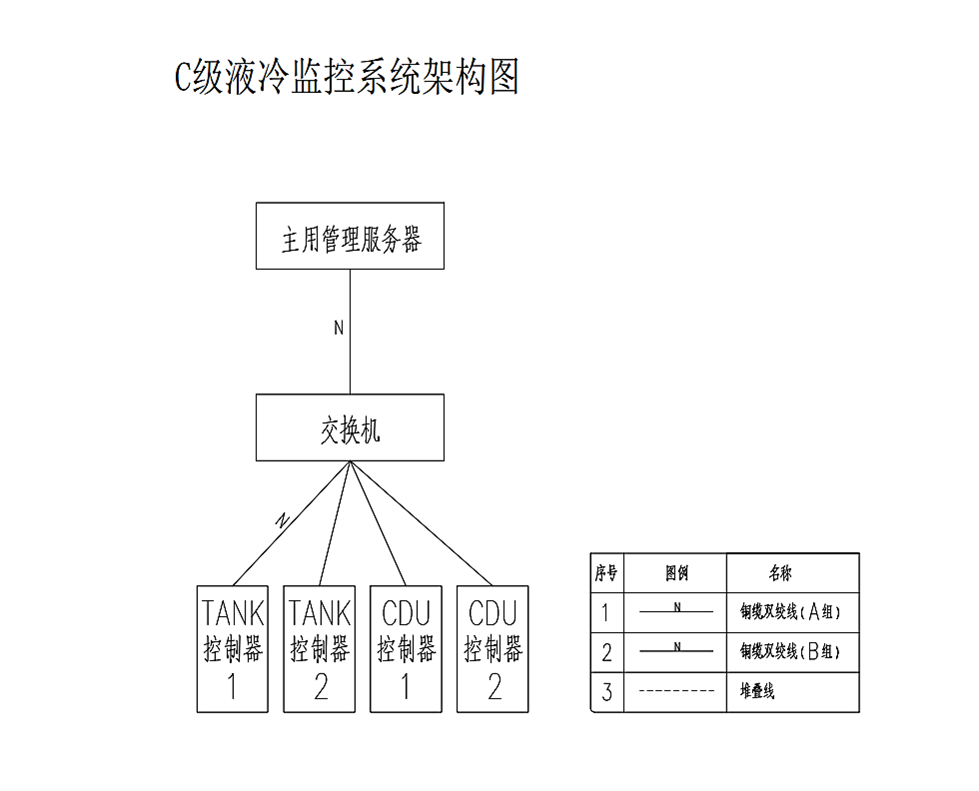 C级液冷监控系统架构图
主用管理服务器
N
交换机
N
TANK
控制器
1
TANK
控制器
2
CDU
控制器
1
CDU
控制器
2
序号 图例 名称
1 N 铜缆双绞线(A组)
2 N 铜缆双绞线(B组)
3 堆叠线